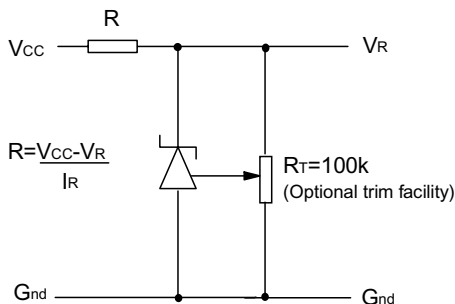 R
VCC
VR
R=VCC-VR
IR
RT=100k
(Optional trim facility)
Gnd
Gnd